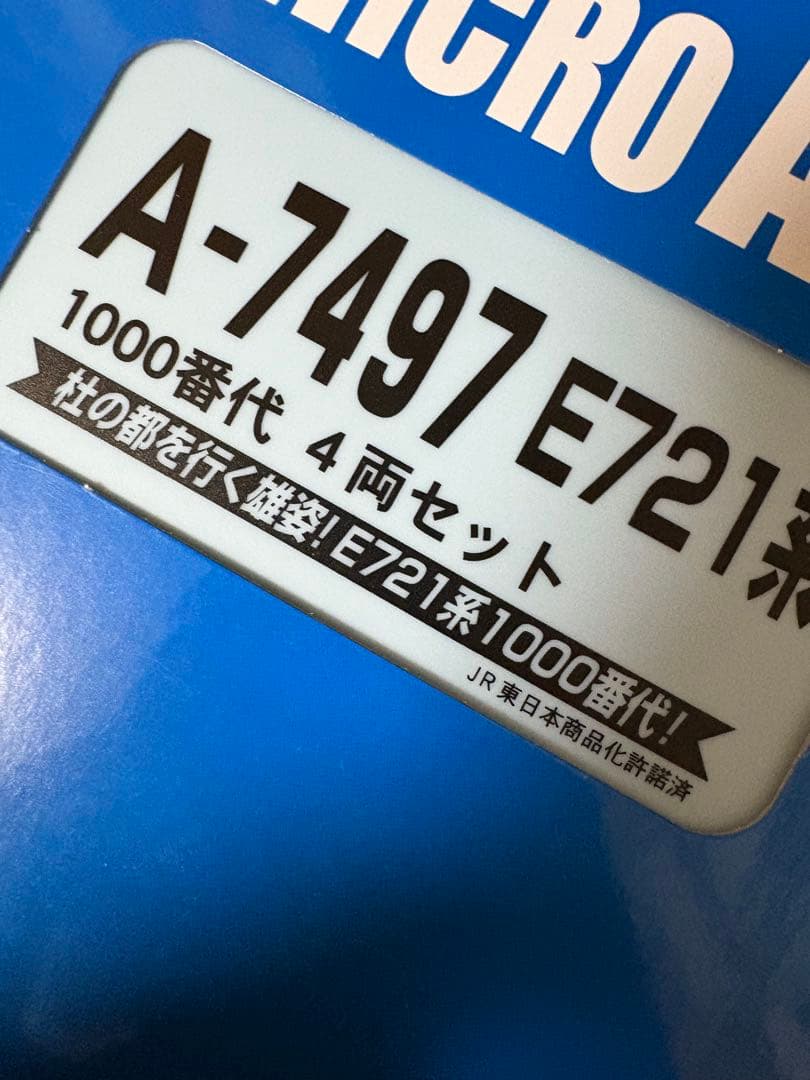 MICRO A
A-7497 E721系
1000番代 4両セット
杜の都を行く雄姿!E721系1000番代!
JR東日本商品化許諾済